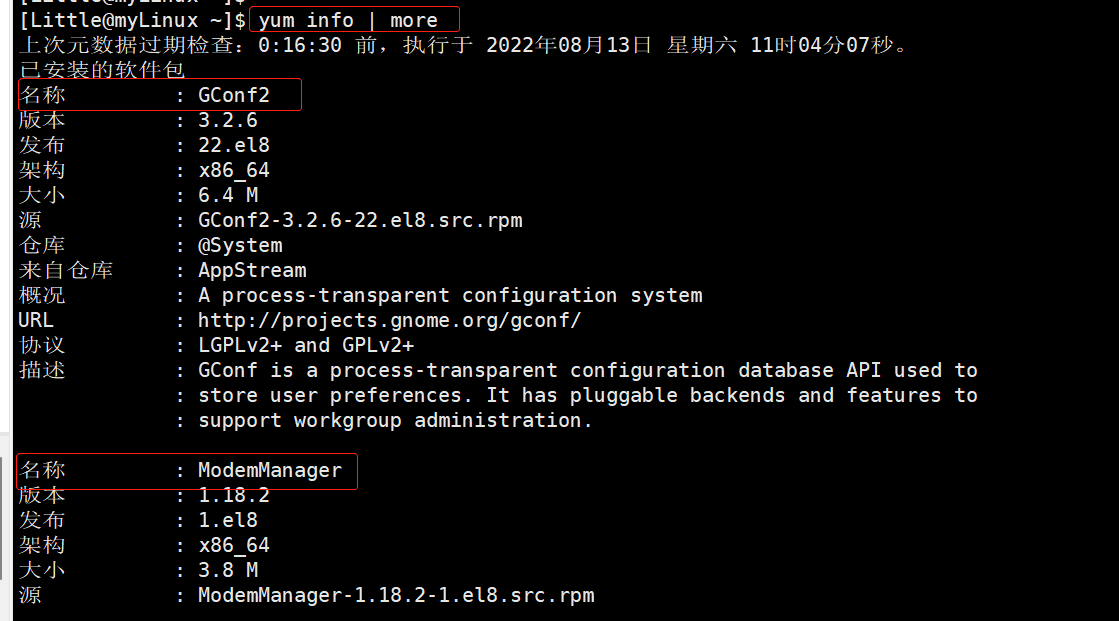 [Little@myLinux ~]$
[Little@myLinux ~]$ yum info | more
上次元数据过期检查：0:16:30 前，执行于 2022年08月13日 星期六 11时04分07秒。
已安装的软件包
名称 : GConf2
版本 : 3.2.6
发布 : 22.el8
架构 : x86_64
大小 : 6.4 M
源 : GConf2-3.2.6-22.el8.src.rpm
仓库 : @System
来自仓库 : AppStream
概况 : A process-transparent configuration system
URL : http://projects.gnome.org/gconf/
协议 : LGPLv2+ and GPLv2+
描述 : GConf is a process-transparent configuration database API used to
: store user preferences. It has pluggable backends and features to
: support workgroup administration.
名称 : ModemManager
版本 : 1.18.2
发布 : 1.el8
架构 : x86_64
大小 : 3.8 M
源 : ModemManager-1.18.2-1.el8.src.rpm